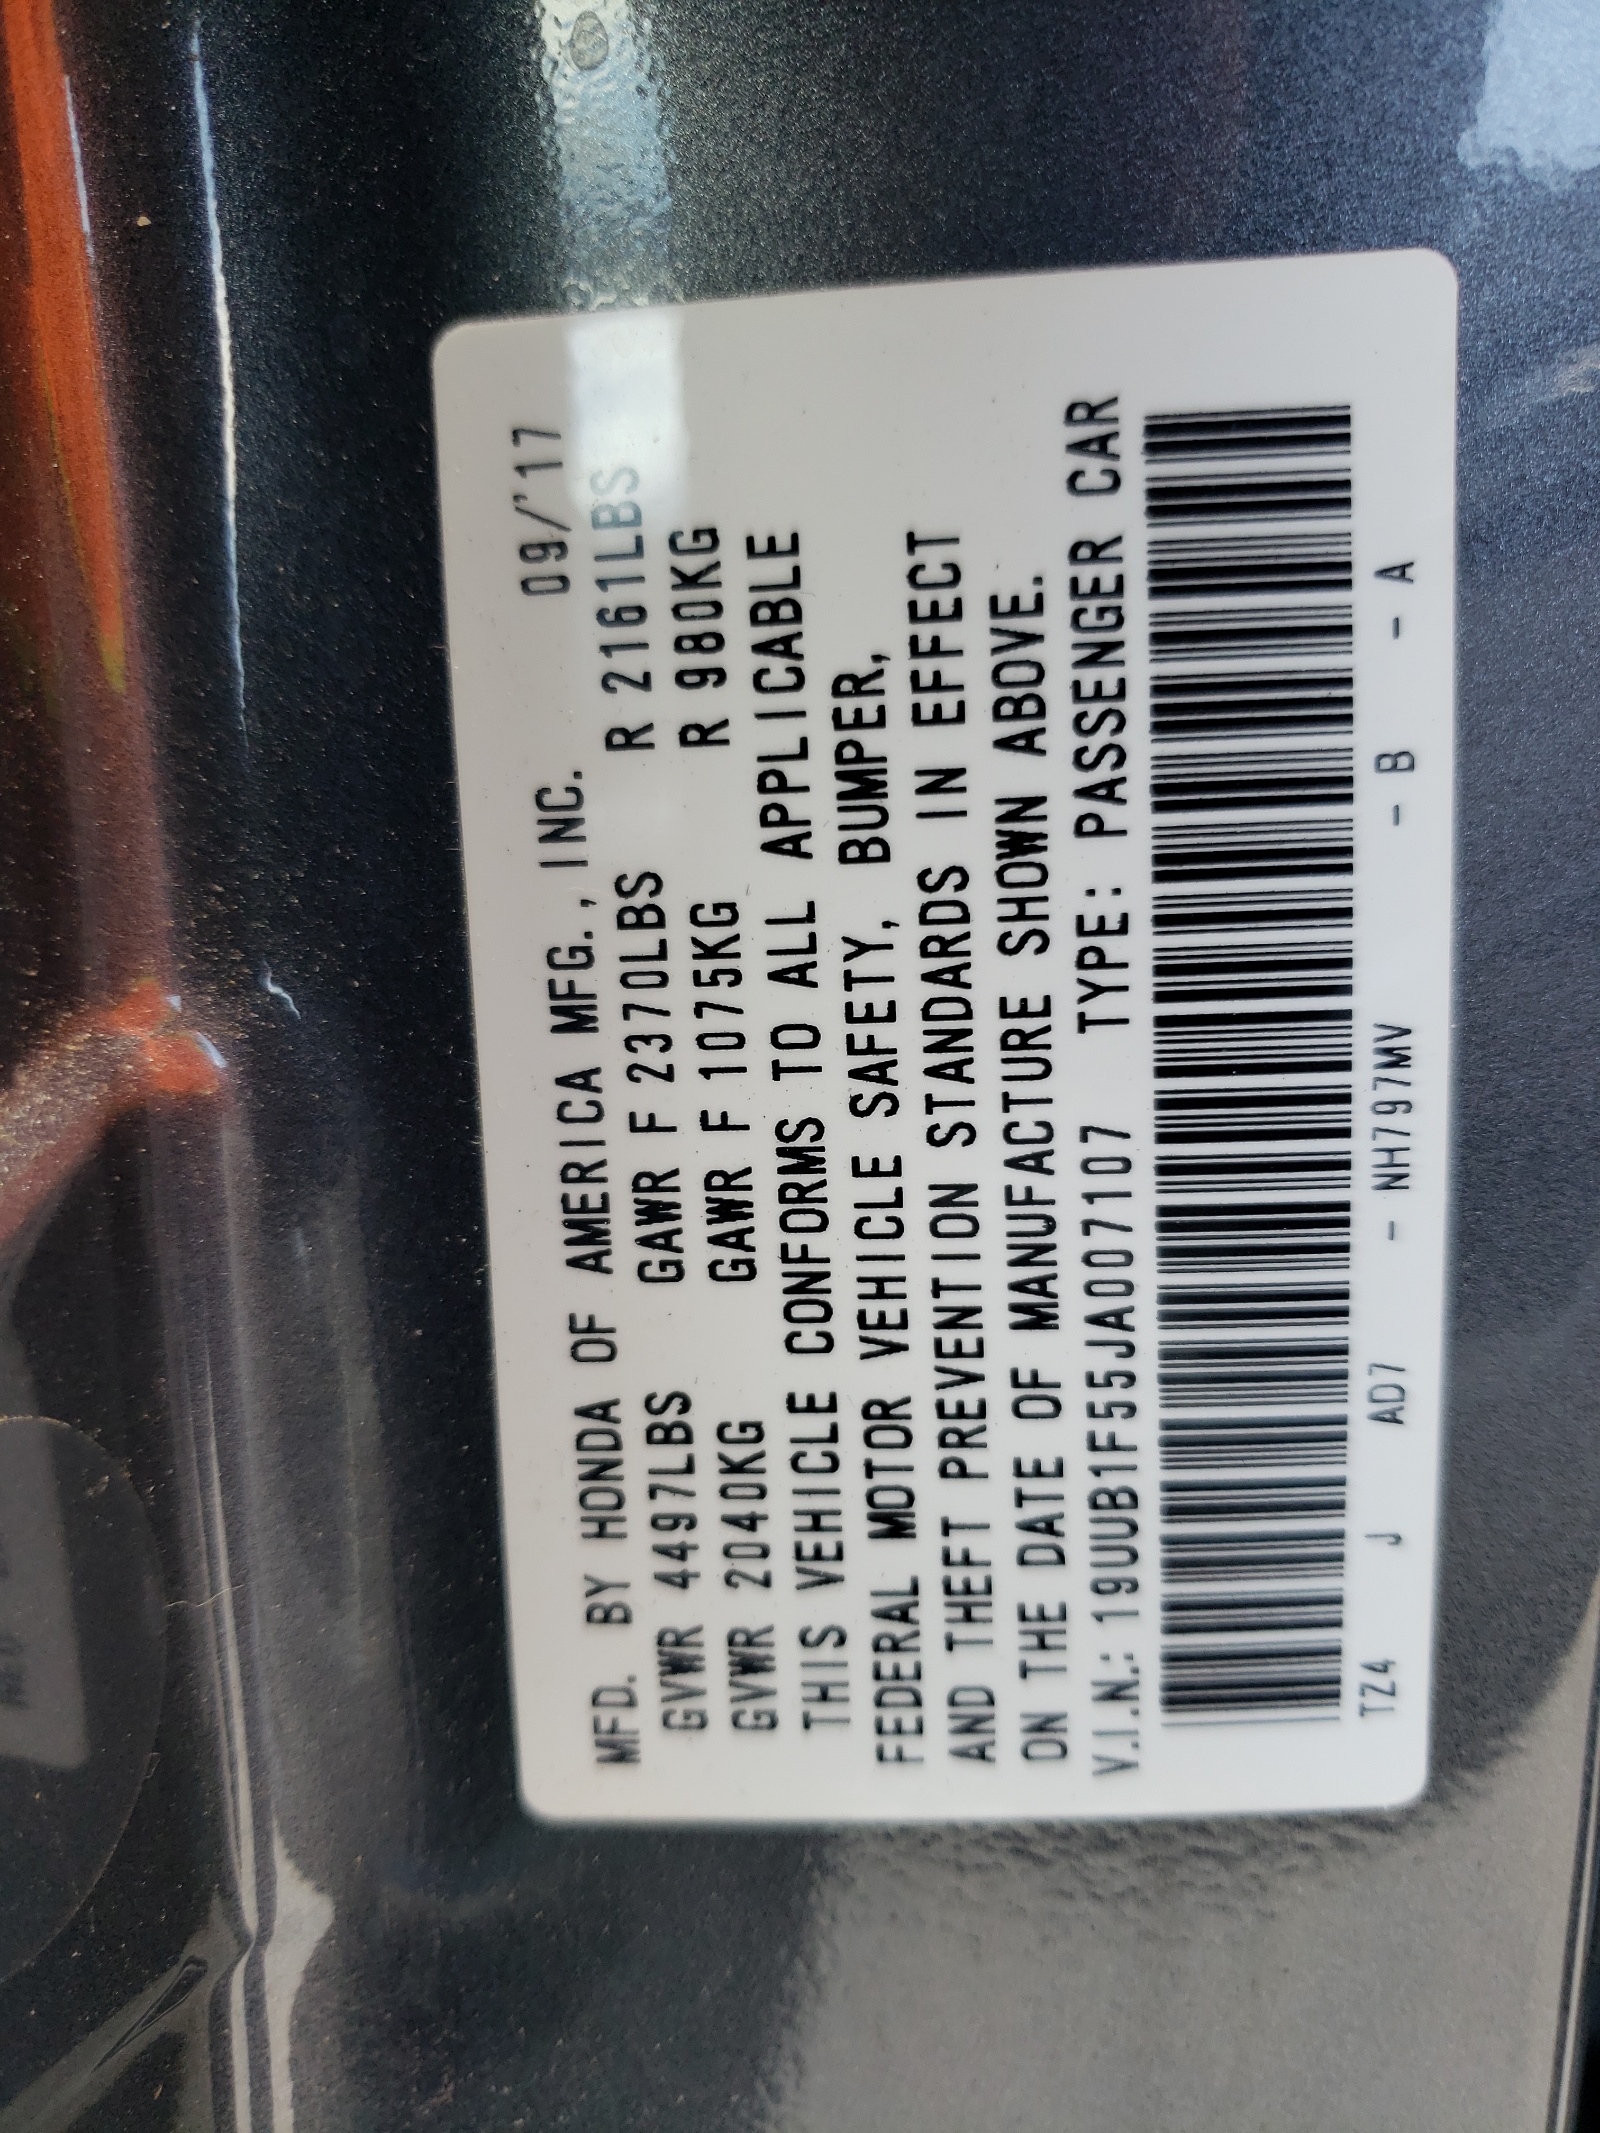 MFD. BY HONDA OF AMERICA MFG., INC. 09/'17
GVWR 4497LBS GAWR F 2370LBS R 2161LBS
GVWR 2040KG GAWR F 1075KG R 980KG
THIS VEHICLE CONFORMS TO ALL APPLICABLE
FEDERAL MOTOR VEHICLE SAFETY, BUMPER,
AND THEFT PREVENTION STANDARDS IN EFFECT
ON THE DATE OF MANUFACTURE SHOWN ABOVE.
V.I.N.: 19UUB1F55JA007107 TYPE: PASSENGER CAR
TZ4 J AD7 - NH797MV - B - A